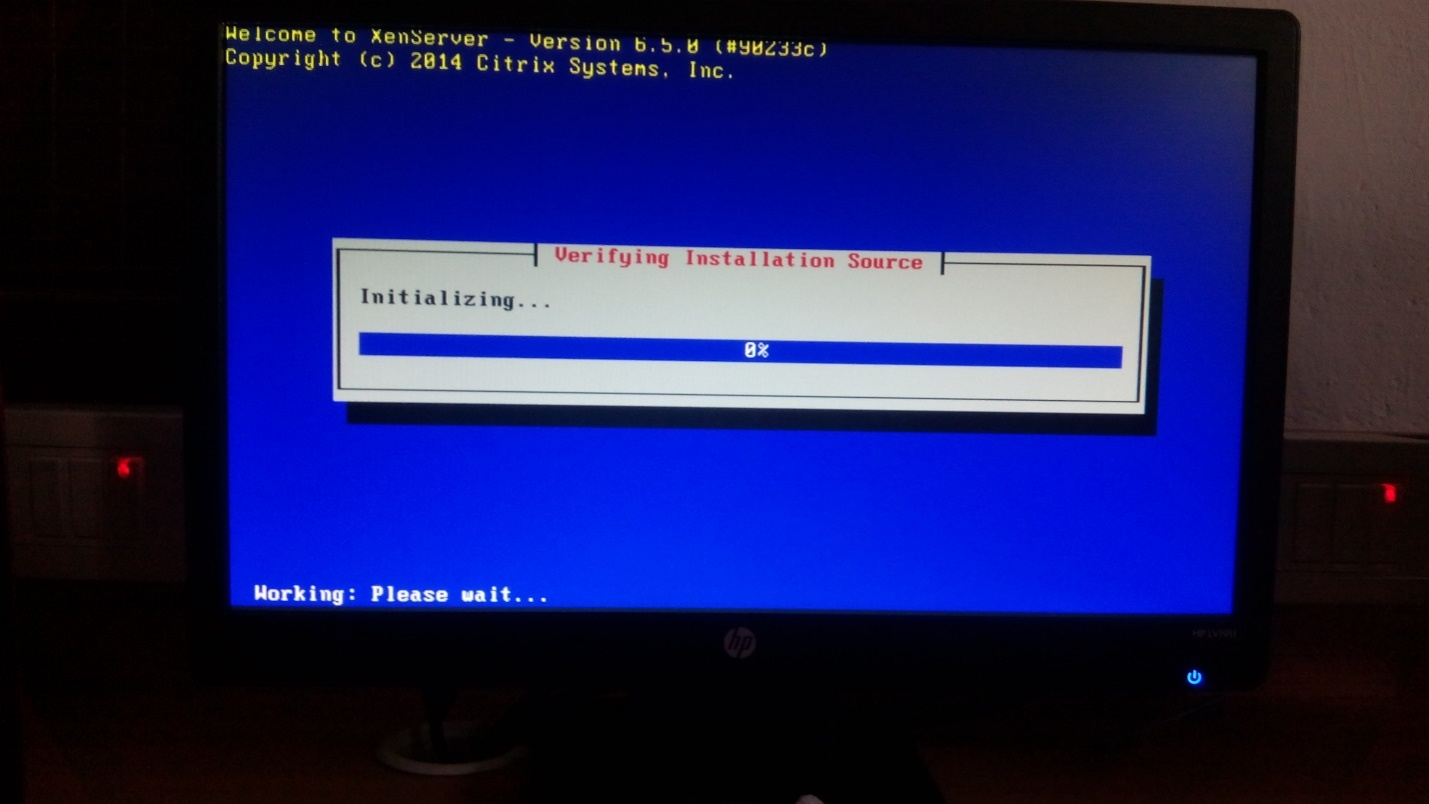 Welcome to XenServer - Version 6.5.0 (#90233c)
Copyright (c) 2014 Citrix Systems, Inc.
Verifying Installation Source
Initializing...
0%
Working: Please wait...
hp